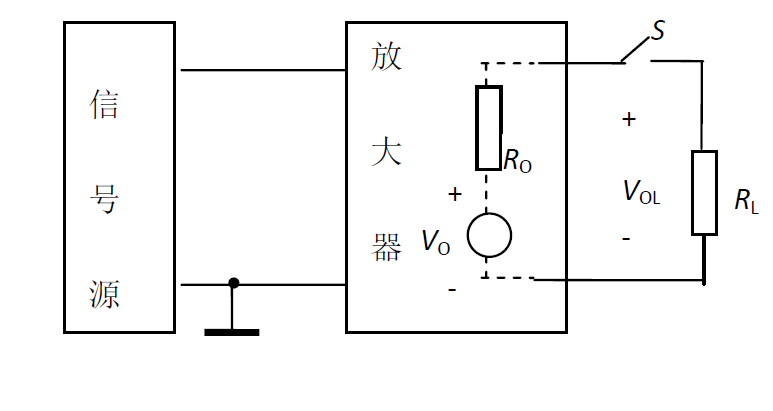 信
号
源
放
大
器
R_O
+
V_O
-
S
+
V_OL
-
R_L